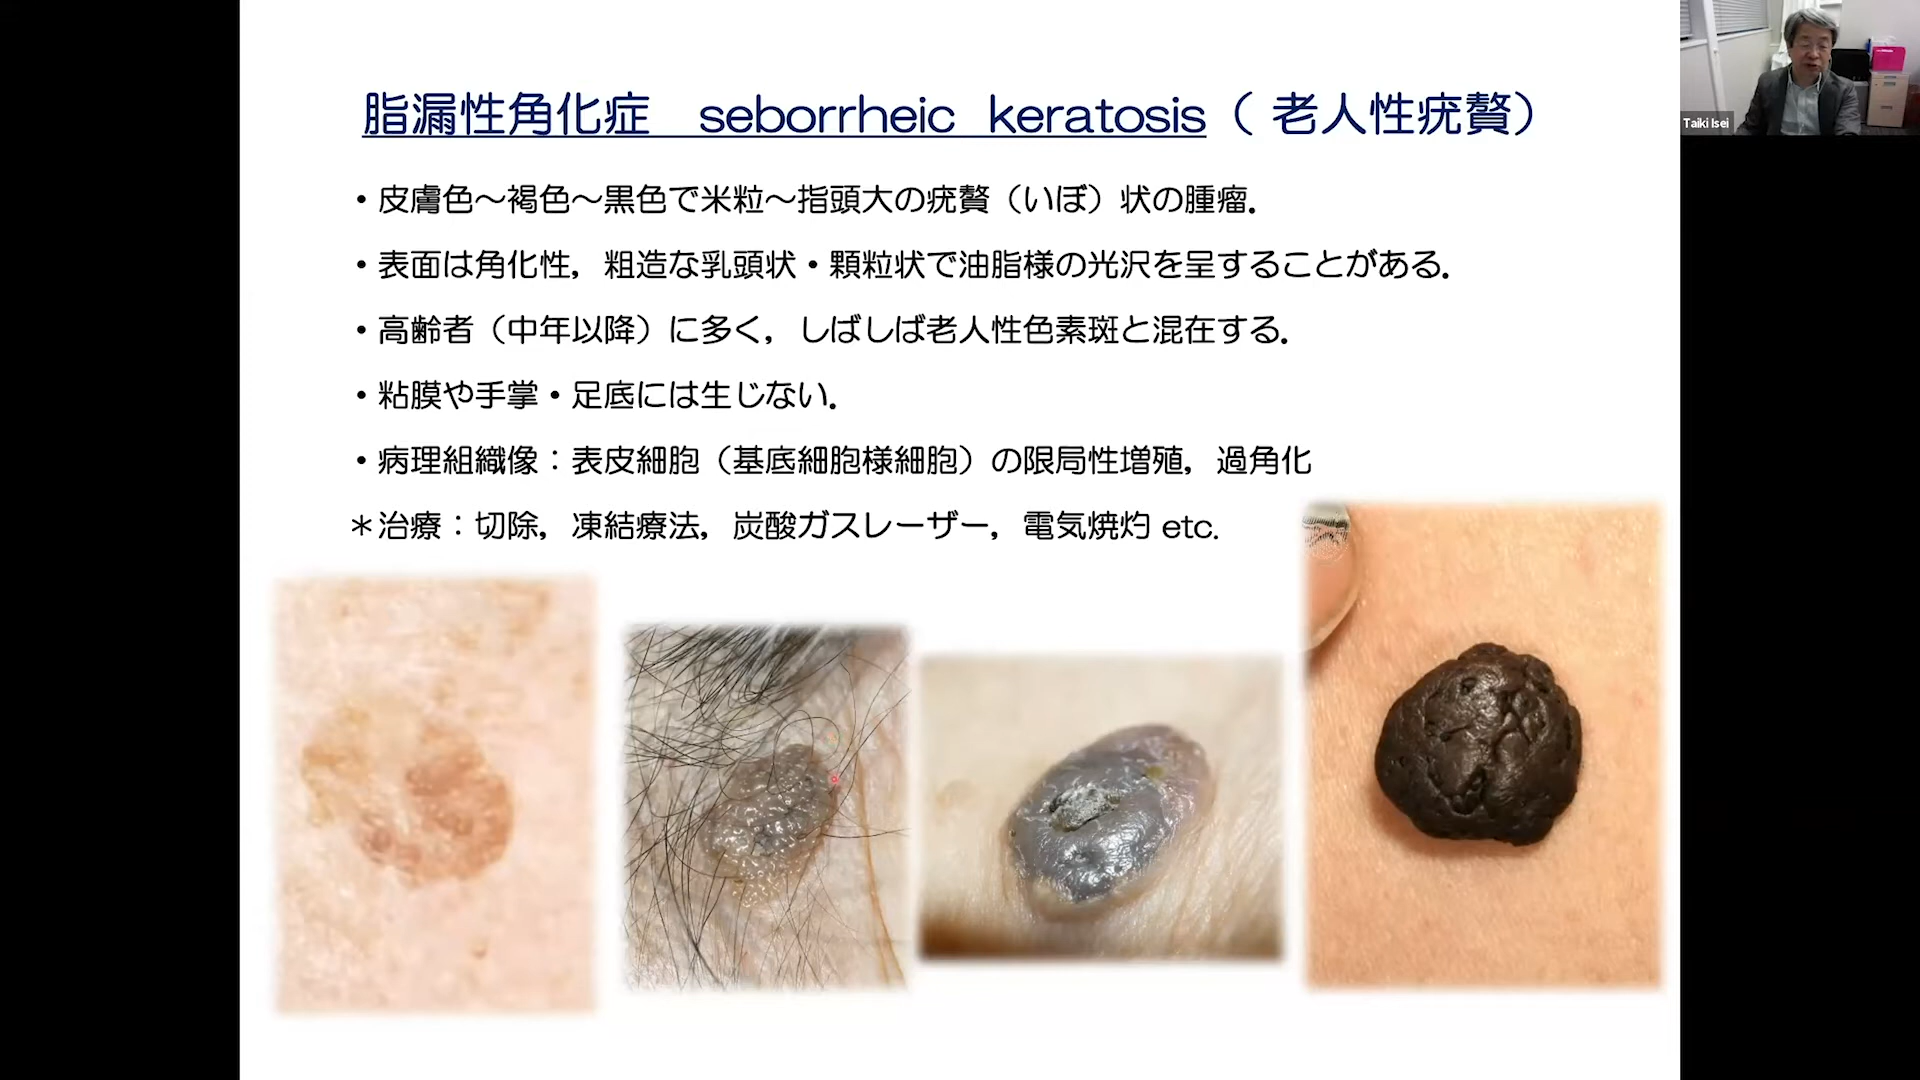 脂漏性角化症　seborrheic keratosis（ 老人性疣贅）
・皮膚色～褐色～黒色で米粒～指頭大の疣贅（いぼ）状の腫瘤．
・表面は角化性，粗造な乳頭状・顆粒状で油脂様の光沢を呈することがある．
・高齢者（中年以降）に多く，しばしば老人性色素斑と混在する．
・粘膜や手掌・足底には生じない．
・病理組織像：表皮細胞（基底細胞様細胞）の限局性増殖，過角化
＊治療：切除，凍結療法，炭酸ガスレーザー，電気焼灼 etc.
Taiki Isei